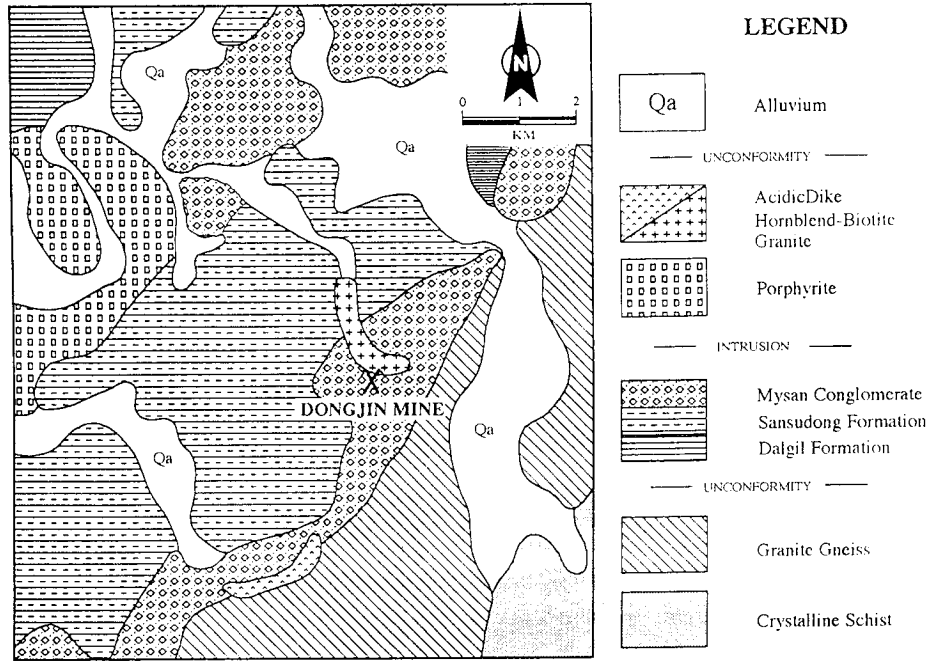 LEGEND
Qa
N
0 1 2
KM
Qa
Qa
Alluvium
UNCONFORMITY
Qa
AcidicDike
Hornblend-Biotite
Granite
Porphyrite
INTRUSION
Mysan Conglomerate
Sansudong Formation
Dalgil Formation
DONGJIN MINE
Qa
Qa
UNCONFORMITY
Granite Gneiss
Crystalline Schist